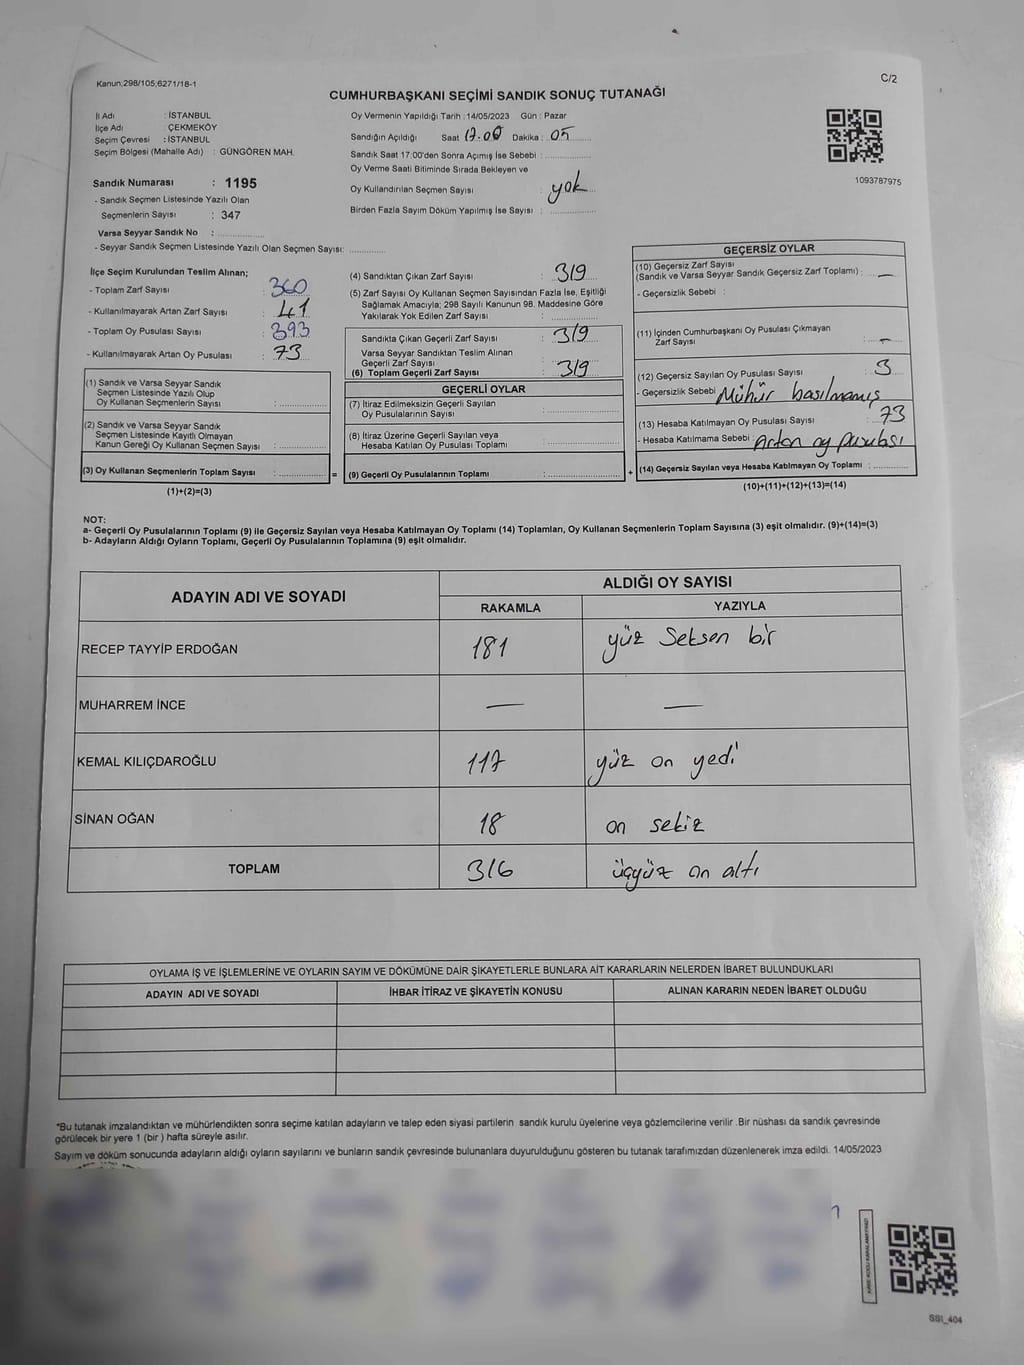 Kanun;298/105,6271/18-1
C/2
CUMHURBAŞKANI SEÇİMİ SANDIK SONUÇ TUTANAĞI
İl Adı : İSTANBUL
İlçe Adı : ÇEKMEKÖY
Seçim Çevresi : İSTANBUL
Seçim Bölgesi (Mahalle Adı) : GÜNGÖREN MAH.
Sandık Numarası : 1195
- Sandık Seçmen Listesinde Yazılı Olan
Seçmenlerin Sayısı : 347
Varsa Seyyar Sandık No :
- Seyyar Sandık Seçmen Listesinde Yazılı Olan Seçmen Sayısı:
Oy Vermenin Yapıldığı Tarih :14/05/2023 Gün : Pazar
Sandığın Açıldığı Saat 17.00 Dakika : 05
Sandık Saat 17:00'den Sonra Açımış İse Sebebi :
Oy Verme Saati Bitiminde Sırada Bekleyen ve
Oy Kullandırılan Seçmen Sayısı : yok
Birden Fazla Sayım Döküm Yapılmış İse Sayısı :
1093787975
İlçe Seçim Kurulundan Teslim Alınan;
- Toplam Zarf Sayısı : 360
- Kullanılmayarak Artan Zarf Sayısı : 41
- Toplam Oy Pusulası Sayısı : 393
- Kullanılmayarak Artan Oy Pusulası : 73
(1) Sandık ve Varsa Seyyar Sandık
Seçmen Listesinde Yazılı Olup
Oy Kullanan Seçmenlerin Sayısı :
(2) Sandık ve Varsa Seyyar Sandık
Seçmen Listesinde Kayıtlı Olmayan
Kanun Gereği Oy Kullanan Seçmen Sayısı :
(3) Oy Kullanan Seçmenlerin Toplam Sayısı :
(1)+(2)=(3)
(4) Sandıktan Çıkan Zarf Sayısı : 319
(5) Zarf Sayısı Oy Kullanan Seçmen Sayısından Fazla İse, Eşitliği
Sağlamak Amacıyla; 298 Sayılı Kanunun 98. Maddesine Göre
Yakılarak Yok Edilen Zarf Sayısı :
Sandıkta Çıkan Geçerli Zarf Sayısı : 319
Varsa Seyyar Sandıktan Teslim Alınan
Geçerli Zarf Sayısı :
(6) Toplam Geçerli Zarf Sayısı : 319
GEÇERLİ OYLAR
(7) İtiraz Edilmeksizin Geçerli Sayılan
Oy Pusulalarının Sayısı :
(8) İtiraz Üzerine Geçerli Sayılan veya
Hesaba Katılan Oy Pusulası Toplamı :
= (9) Geçerli Oy Pusulalarının Toplamı :
GEÇERSİZ OYLAR
(10) Geçersiz Zarf Sayısı
(Sandık ve Varsa Seyyar Sandık Geçersiz Zarf Toplamı) : —
- Geçersizlik Sebebi :
(11) İçinden Cumhurbaşkanı Oy Pusulası Çıkmayan
Zarf Sayısı : —
(12) Geçersiz Sayılan Oy Pusulası Sayısı : 3
- Geçersizlik Sebebi : Mühür basılmamış
(13) Hesaba Katılmayan Oy Pusulası Sayısı : 73
- Hesaba Katılmama Sebebi : Artan oy pusulası
+ (14) Geçersiz Sayılan veya Hesaba Katılmayan Oy Toplamı :
(10)+(11)+(12)+(13)=(14)
NOT:
a- Geçerli Oy Pusulalarının Toplamı (9) ile Geçersiz Sayılan veya Hesaba Katılmayan Oy Toplamı (14) Toplamları, Oy Kullanan Seçmenlerin Toplam Sayısına (3) eşit olmalıdır. (9)+(14)=(3)
b- Adayların Aldığı Oyların Toplamı, Geçerli Oy Pusulalarının Toplamına (9) eşit olmalıdır.
ADAYIN ADI VE SOYADI
ALDIĞI OY SAYISI
RAKAMLA YAZIYLA
RECEP TAYYİP ERDOĞAN 181 yüz seksen bir
MUHARREM İNCE — —
KEMAL KILIÇDAROĞLU 117 yüz on yedi
SİNAN OĞAN 18 on sekiz
TOPLAM 316 üçyüz on altı
OYLAMA İŞ VE İŞLEMLERİNE VE OYLARIN SAYIM VE DÖKÜMÜNE DAİR ŞİKAYETLERLE BUNLARA AİT KARARLARIN NELERDEN İBARET BULUNDUKLARI
ADAYIN ADI VE SOYADI İHBAR İTİRAZ VE ŞİKAYETİN KONUSU ALINAN KARARIN NEDEN İBARET OLDUĞU
*Bu tutanak imzalandıktan ve mühürlendikten sonra seçime katılan adayların ve talep eden siyasi partilerin sandık kurulu üyelerine veya gözlemcilerine verilir .Bir nüshası da sandık çevresinde
görülecek bir yere 1 (bir ) hafta süreyle asılır.
Sayım ve döküm sonucunda adayların aldığı oyların sayılarını ve bunların sandık çevresinde bulunanlara duyurulduğunu gösteren bu tutanak tarafımızdan düzenlenerek imza edildi. 14/05/2023
SSI_404